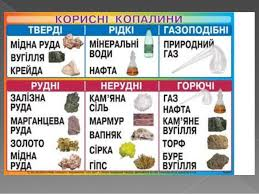 КОРИСНІ КОПАЛИНИ
ТВЕРДІ
РІДКІ
ГАЗОПОДІБНІ
МІДНА РУДА
ВУГІЛЛЯ
КРЕЙДА
МІНЕРАЛЬНІ
ВОДИ
НАФТА
ПРИРОДНИЙ
ГАЗ
РУДНІ
НЕРУДНІ
ГОРЮЧІ
ЗАЛІЗНА
РУДА
МАРГАНЦЕВА
РУДА
ЗОЛОТО
МІДНА
РУДА
КАМ'ЯНА
СІЛЬ
МАРМУР
ВАПНЯК
СІРКА
ГІПС
ГАЗ
НАФТА
КАМ'ЯНЕ
ВУГІЛЛЯ
ТОРФ
БУРЕ
ВУГІЛЛЯ